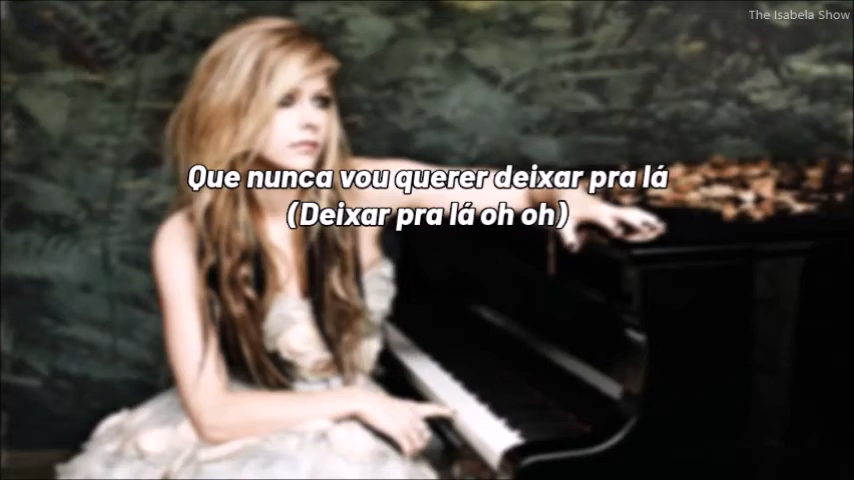 The Isabela Show
Que nunca vou querer deixar pra lá
(Deixar pra lá oh oh)